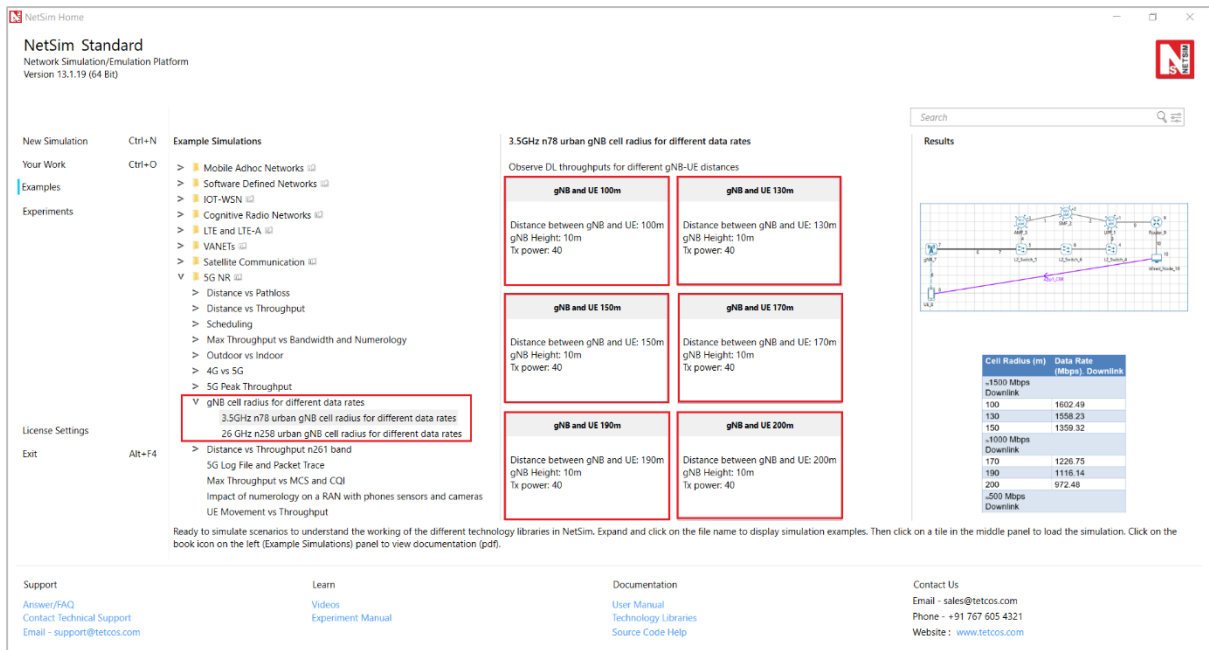 NetSim Home
NetSim Standard
Network Simulation/Emulation Platform
Version 13.1.19 (64 Bit)
NETSIM
Search
New Simulation Ctrl+N
Your Work Ctrl+O
Examples
Experiments
License Settings
Exit Alt+F4
Example Simulations
> Mobile Adhoc Networks
> Software Defined Networks
> IOT-WSN
> Cognitive Radio Networks
> LTE and LTE-A
> VANETs
> Satellite Communication
V 5G NR
> Distance vs Pathloss
> Distance vs Throughput
> Scheduling
> Max Throughput vs Bandwidth and Numerology
> Outdoor vs Indoor
> 4G vs 5G
> 5G Peak Throughput
V gNB cell radius for different data rates
3.5GHz n78 urban gNB cell radius for different data rates
26 GHz n258 urban gNB cell radius for different data rates
> Distance vs Throughput n261 band
5G Log File and Packet Trace
Max Throughput vs MCS and CQI
Impact of numerology on a RAN with phones sensors and cameras
UE Movement vs Throughput
3.5GHz n78 urban gNB cell radius for different data rates
Observe DL throughputs for different gNB-UE distances
gNB and UE 100m
Distance between gNB and UE: 100m
gNB Height: 10m
Tx power: 40
gNB and UE 130m
Distance between gNB and UE: 130m
gNB Height: 10m
Tx power: 40
gNB and UE 150m
Distance between gNB and UE: 150m
gNB Height: 10m
Tx power: 40
gNB and UE 170m
Distance between gNB and UE: 170m
gNB Height: 10m
Tx power: 40
gNB and UE 190m
Distance between gNB and UE: 190m
gNB Height: 10m
Tx power: 40
gNB and UE 200m
Distance between gNB and UE: 200m
gNB Height: 10m
Tx power: 40
Results
Cell Radius (m) Data Rate
(Mbps). Downlink
~1500 Mbps
Downlink
100 1602.49
130 1558.23
150 1359.32
~1000 Mbps
Downlink
170 1226.75
190 1116.14
200 972.48
~500 Mbps
Downlink
Ready to simulate scenarios to understand the working of the different technology libraries in NetSim. Expand and click on the file name to display simulation examples. Then click on a tile in the middle panel to load the simulation. Click on the
book icon on the left (Example Simulations) panel to view documentation (pdf).
Support
Answer/FAQ
Contact Technical Support
Email - support@tetcos.com
Learn
Videos
Experiment Manual
Documentation
User Manual
Technology Libraries
Source Code Help
Contact Us
Email - sales@tetcos.com
Phone - +91 767 605 4321
Website : www.tetcos.com